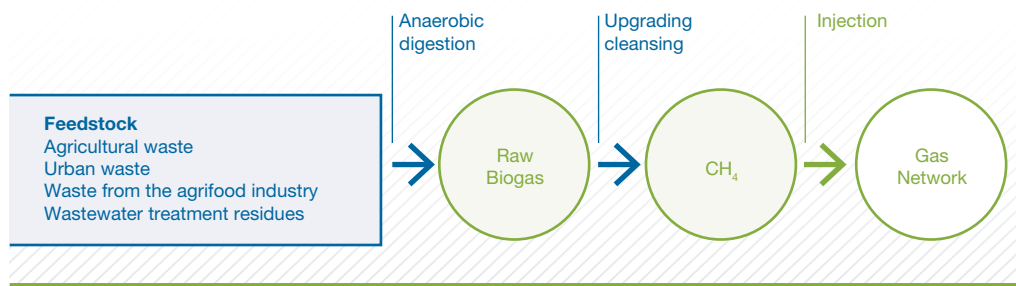 Anaerobic
digestion
Upgrading
cleansing
Injection
Feedstock
Agricultural waste
Urban waste
Waste from the agrifood industry
Wastewater treatment residues
Raw
Biogas
CH₄
Gas
Network